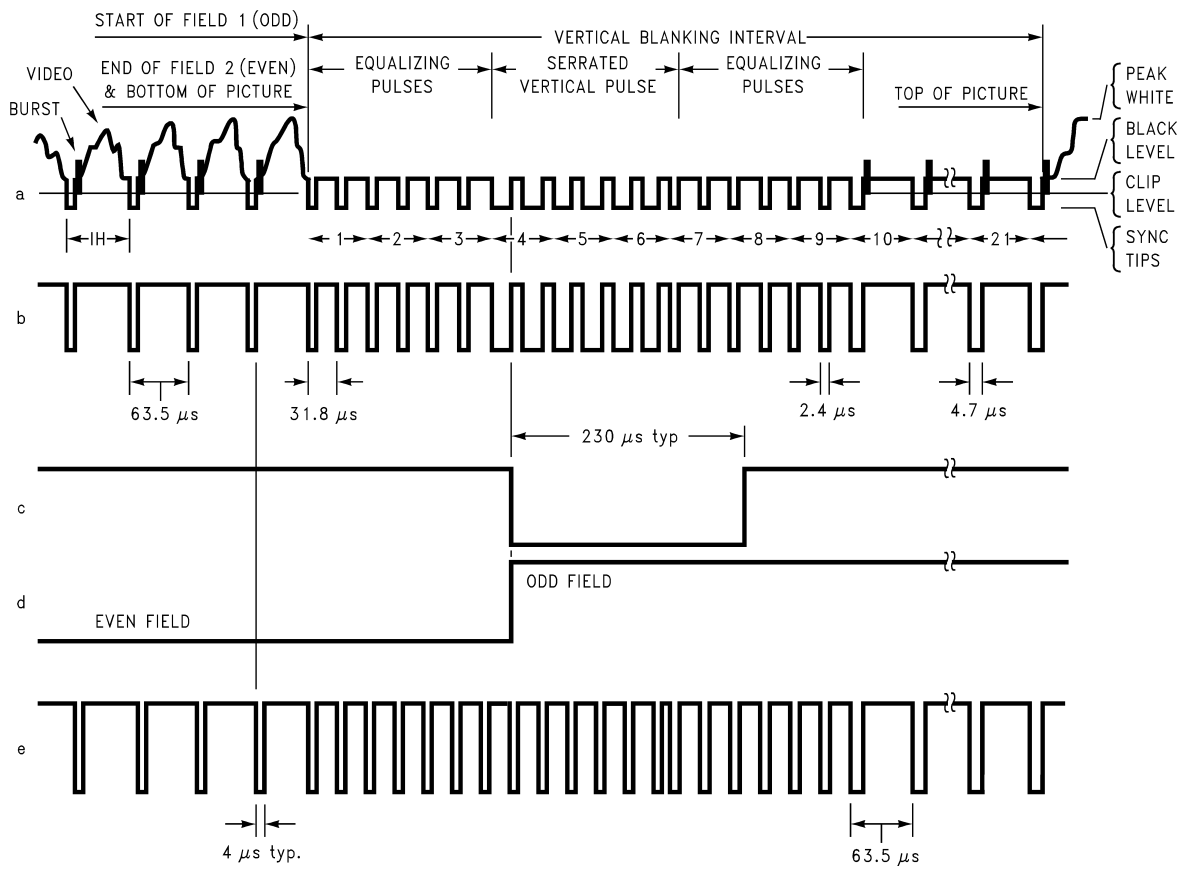 START OF FIELD 1 (ODD)
VERTICAL BLANKING INTERVAL
END OF FIELD 2 (EVEN)
& BOTTOM OF PICTURE
EQUALIZING
PULSES
SERRATED
VERTICAL PULSE
EQUALIZING
PULSES
TOP OF PICTURE
VIDEO
BURST
PEAK
WHITE
BLACK
LEVEL
CLIP
LEVEL
SYNC
TIPS
a
IH
1 2 3 4 5 6 7 8 9 10 21
b
63.5 µs
31.8 µs
2.4 µs
4.7 µs
230 µs typ
c
ODD FIELD
d
EVEN FIELD
e
4 µs typ.
63.5 µs